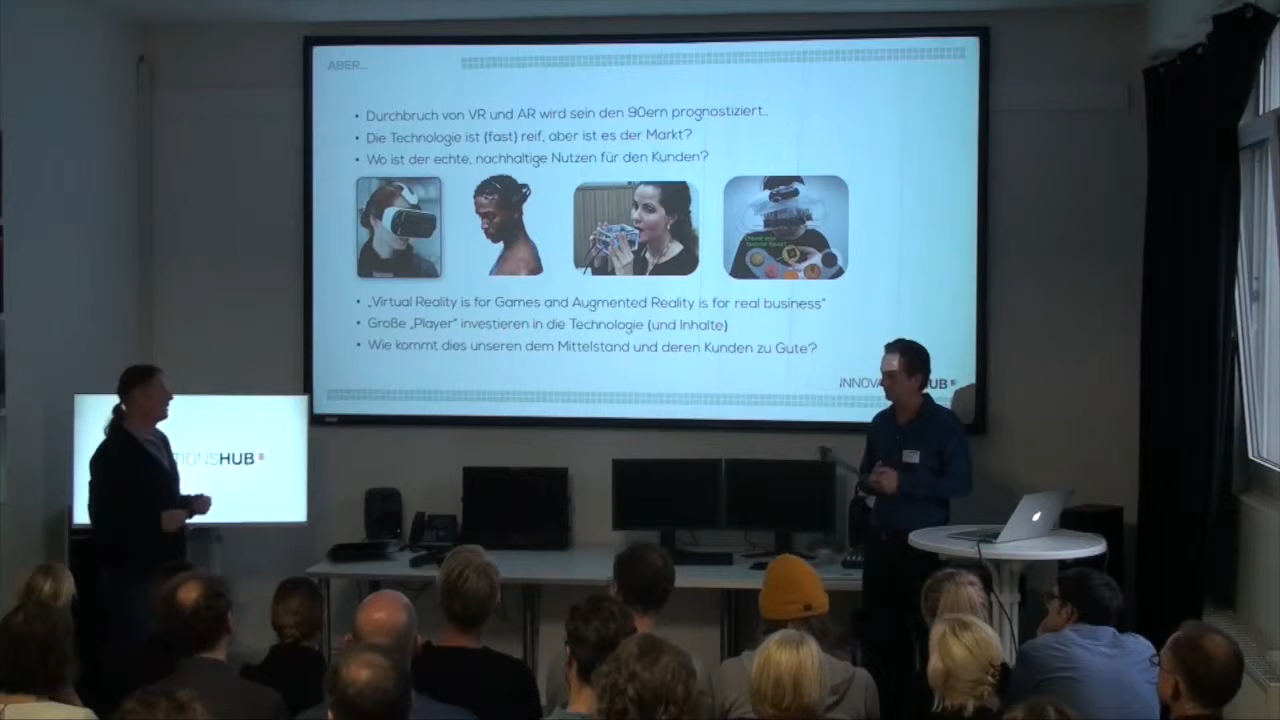 ABER...
• Durchbruch von VR und AR wird sein den 90ern prognostiziert..
• Die Technologie ist (fast) reif, aber ist es der Markt?
• Wo ist der echte, nachhaltige Nutzen für den Kunden?
• „Virtual Reality is for Games and Augmented Reality is for real business"
• Große „Player" investieren in die Technologie (und Inhalte)
• Wie kommt dies unseren dem Mittelstand und deren Kunden zu Gute?
INNOVA HUB
TIONSHUB